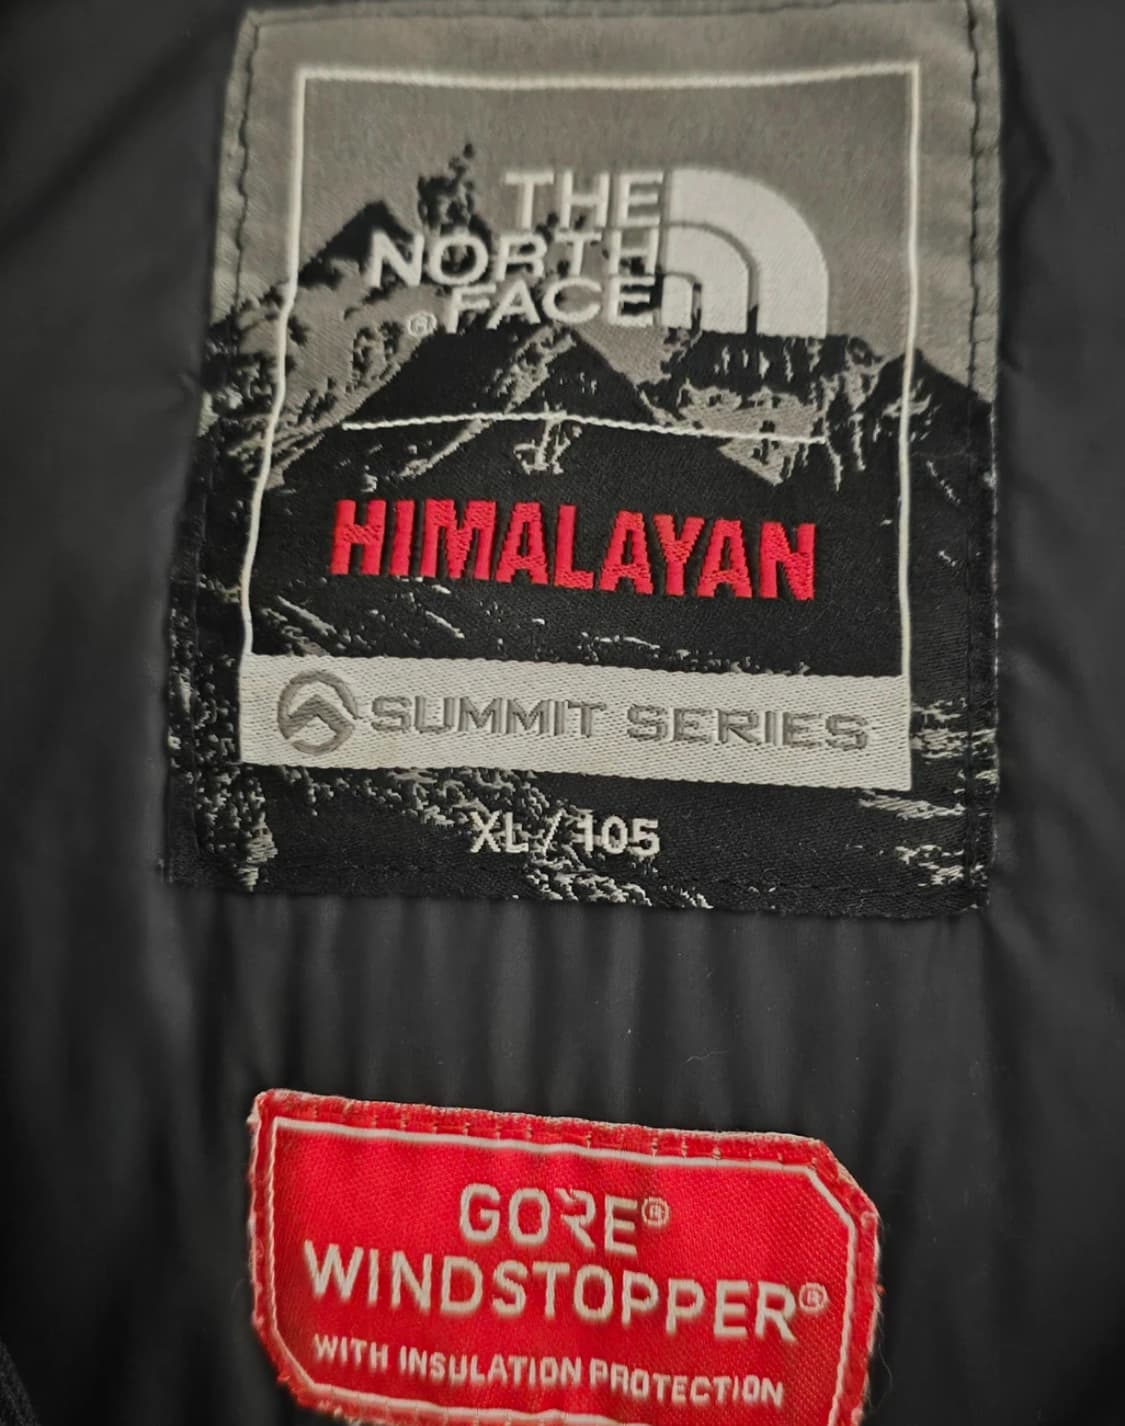 THE
NORTH
FACE
®
HIMALAYAN
SUMMIT SERIES
XL / 105
GORE®
WINDSTOPPER®
WITH INSULATION PROTECTION